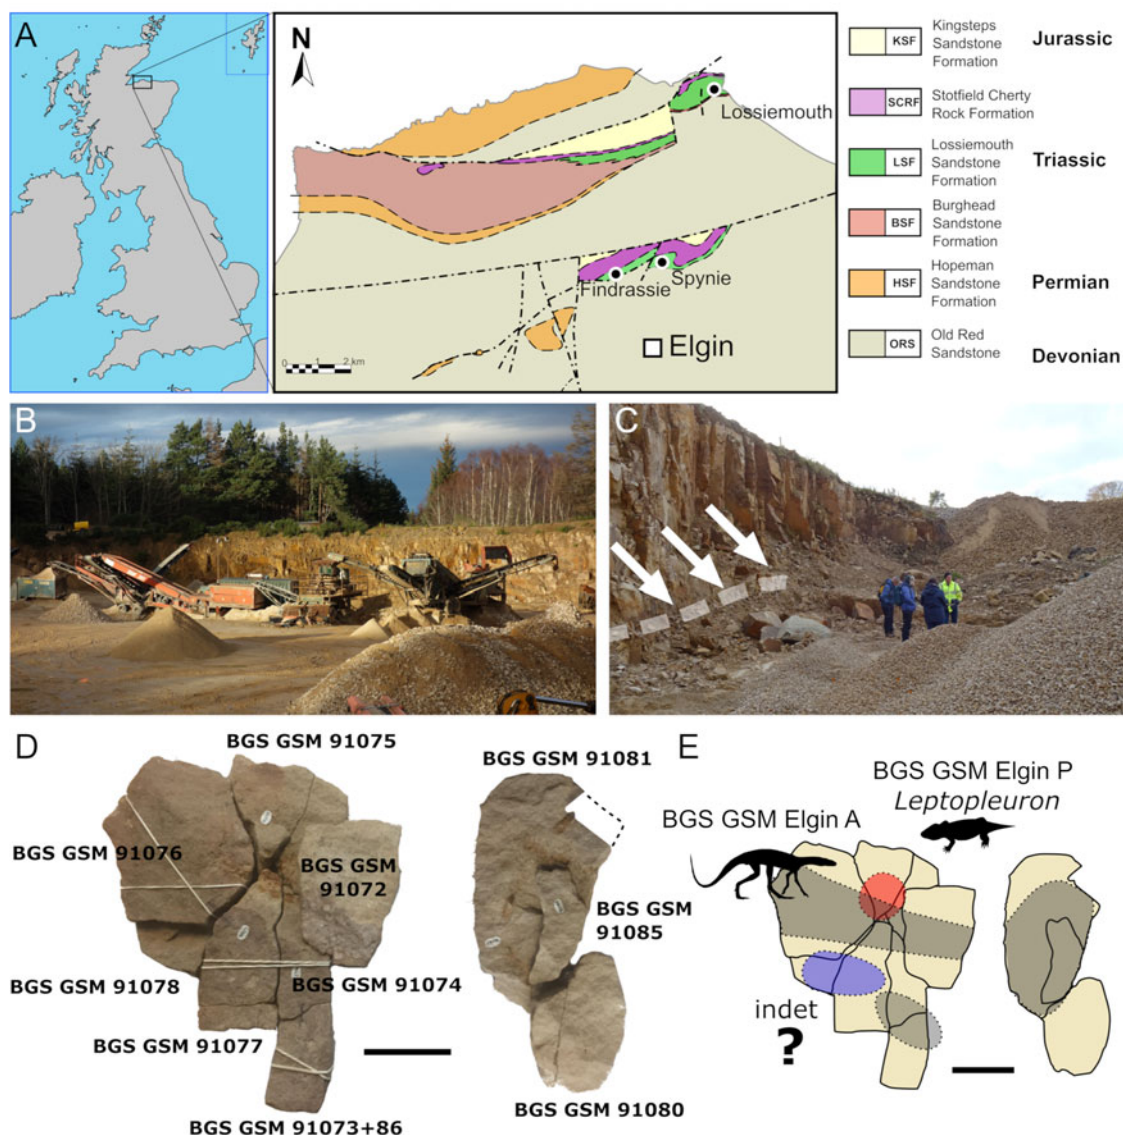 A
N
Lossiemouth
Findrassie
Spynie
Elgin
0 1 2 km
KSF
Kingsteps
Sandstone
Formation
Jurassic
SCRF
Stotfield Cherty
Rock Formation
LSF
Lossiemouth
Sandstone
Formation
Triassic
BSF
Burghead
Sandstone
Formation
HSF
Hopeman
Sandstone
Formation
Permian
ORS
Old Red
Sandstone
Devonian
B
C
D
BGS GSM 91075
BGS GSM 91076
BGS GSM
91072
BGS GSM 91078
BGS GSM 91074
BGS GSM 91077
BGS GSM 91073+86
BGS GSM 91081
BGS GSM
91085
BGS GSM 91080
E
BGS GSM Elgin P
Leptopleuron
BGS GSM Elgin A
indet
?